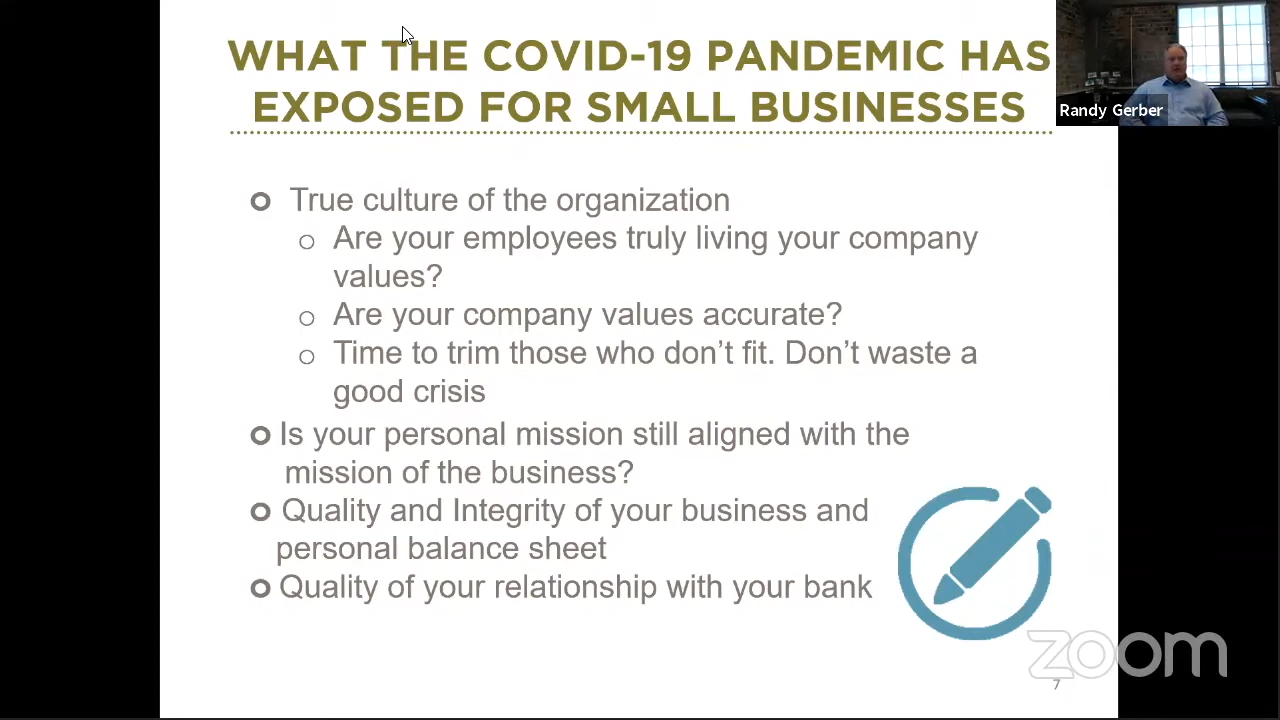 WHAT THE COVID-19 PANDEMIC HAS
EXPOSED FOR SMALL BUSINESSES
Randy Gerber
True culture of the organization
Are your employees truly living your company
values?
Are your company values accurate?
Time to trim those who don't fit. Don't waste a
good crisis
Is your personal mission still aligned with the
mission of the business?
Quality and Integrity of your business and
personal balance sheet
Quality of your relationship with your bank
zoom
7